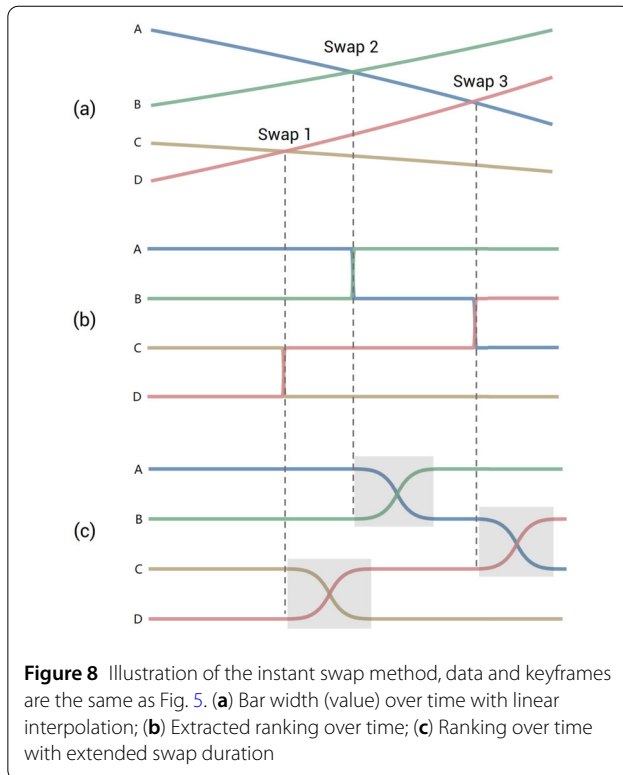 A
Swap 2
Swap 3
B
(a)
C
Swap 1
D
A
B
(b)
C
D
A
B
(c)
C
D
Figure 8 Illustration of the instant swap method, data and keyframes
are the same as Fig. 5. (a) Bar width (value) over time with linear
interpolation; (b) Extracted ranking over time; (c) Ranking over time
with extended swap duration